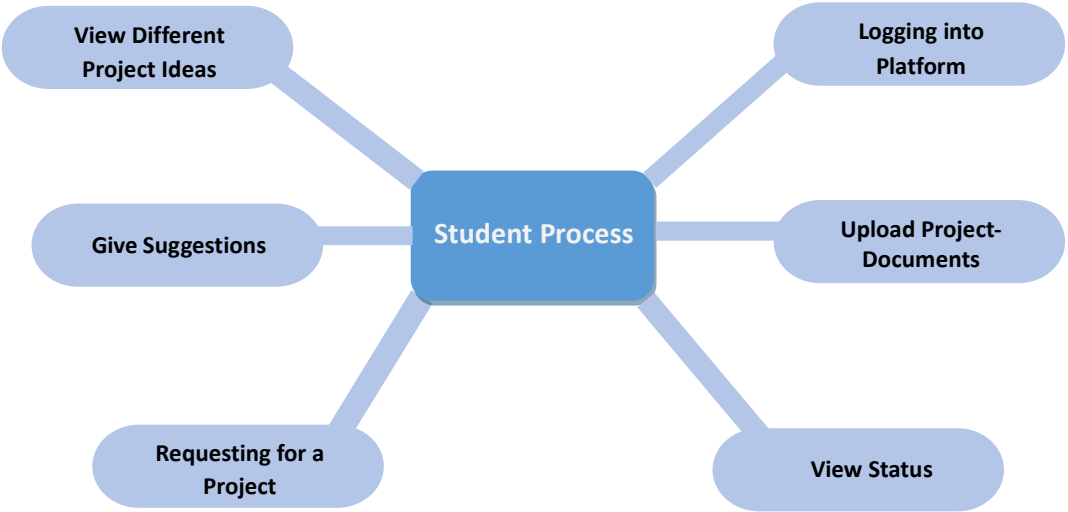 View Different
Project Ideas
Logging into
Platform
Give Suggestions
Student Process
Upload Project-
Documents
Requesting for a
Project
View Status